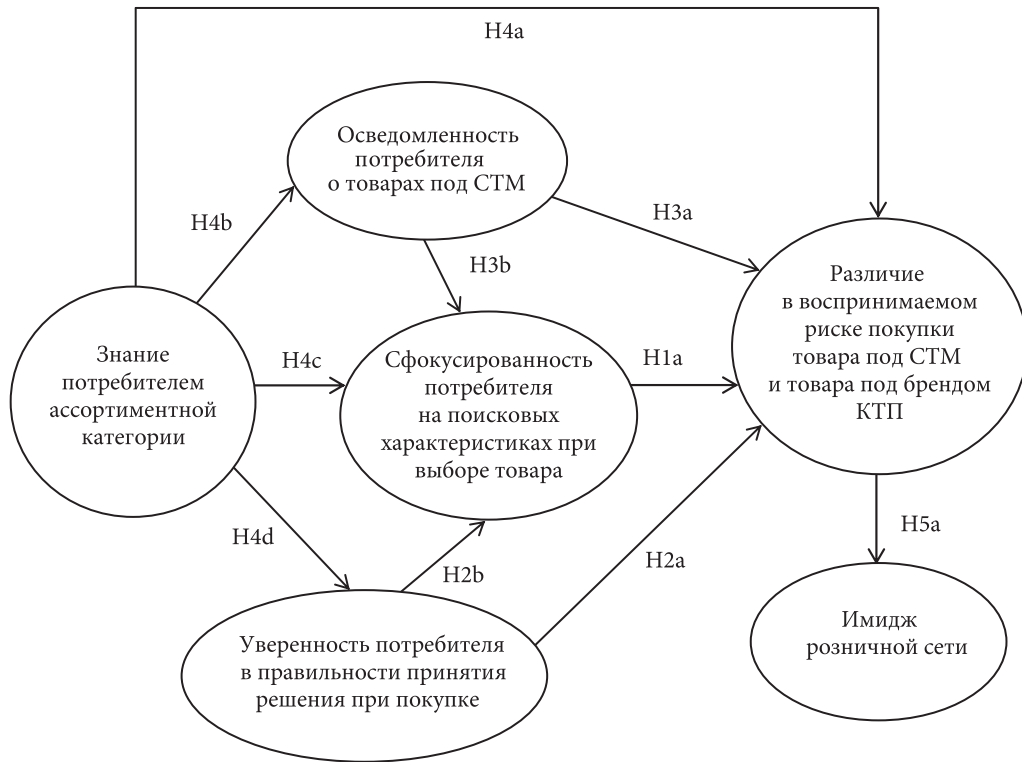 H4a
Осведомленность
потребителя
о товарах под СТМ
H4b
H3a
H3b
Различие
в воспринимаемом
риске покупки
товара под СТМ
и товара под брендом
КТП
Знание
потребителем
ассортиментной
категории
H4c
Сфокусированность
потребителя
на поисковых
характеристиках при
выборе товара
H1a
H4d
H2b
H2a
H5a
Уверенность потребителя
в правильности принятия
решения при покупке
Имидж
розничной сети